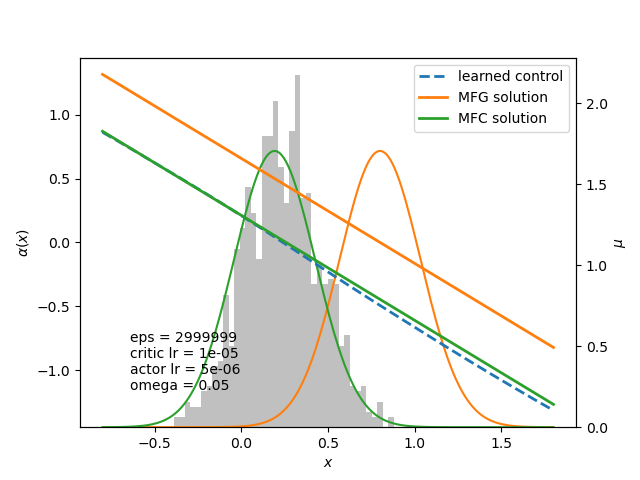 learned control
MFG solution
MFC solution
1.0
0.5
0.0
−0.5
−1.0
α(x)
2.0
1.5
1.0
0.5
0.0
μ
eps = 2999999
critic lr = 1e-05
actor lr = 5e-06
omega = 0.05
−0.5 0.0 0.5 1.0 1.5
x